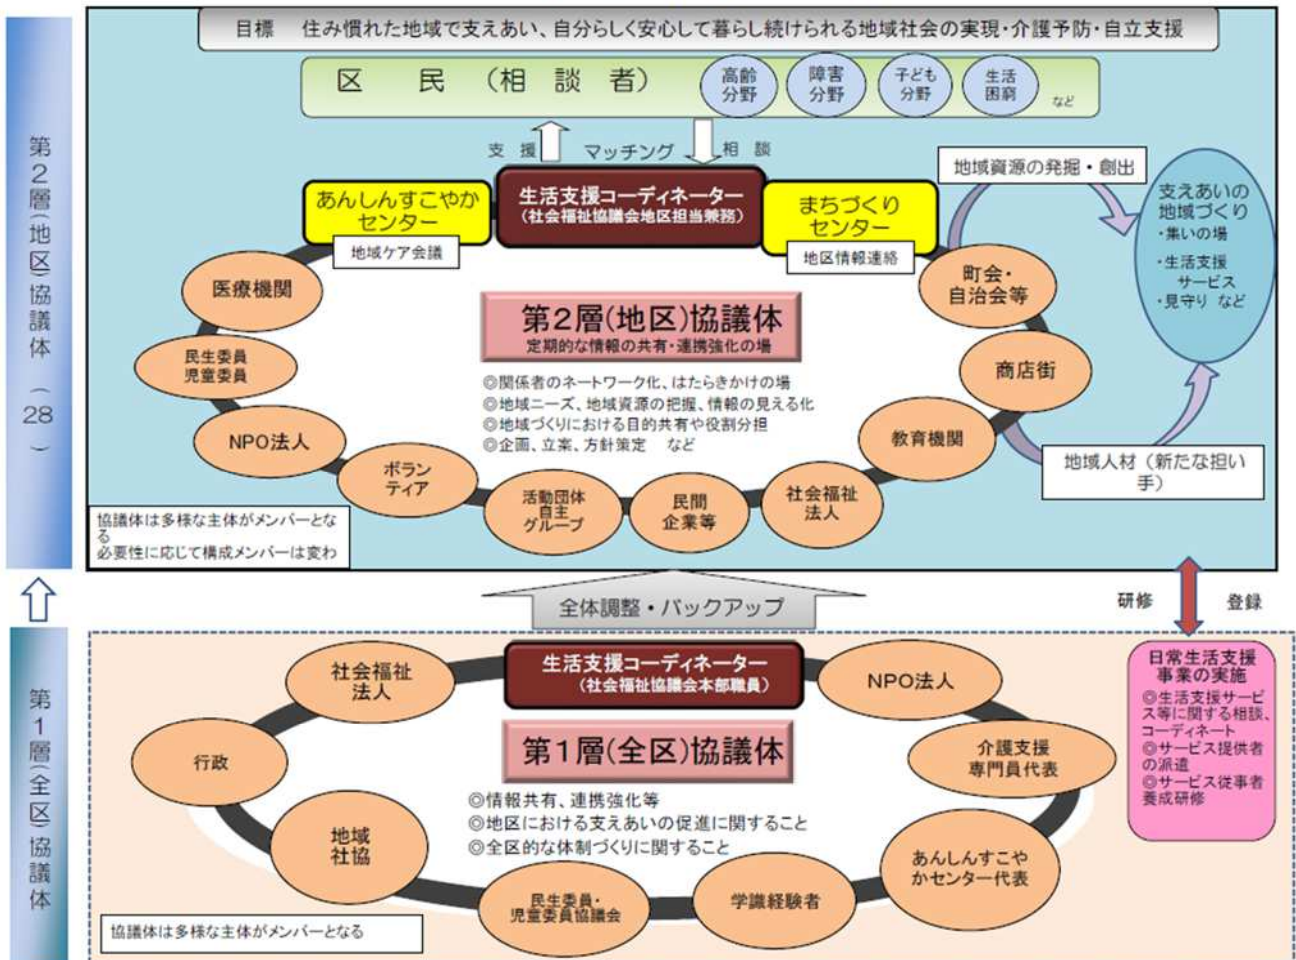 目標　住み慣れた地域で支えあい、自分らしく安心して暮らし続けられる地域社会の実現・介護予防・自立支援
区　民　（相　談　者）
高齢
分野
障害
分野
子ども
分野
生活
困窮
など
支　援
マッチング
相　談
第２層（地区）協議体（28）
あんしんすこやか
センター
地域ケア会議
生活支援コーディネーター
（社会福祉協議会地区担当兼務）
まちづくり
センター
地区情報連絡
地域資源の発掘・創出
支えあいの
地域づくり
・集いの場
・生活支援
サービス
・見守り　など
医療機関
民生委員
児童委員
NPO法人
ボラン
ティア
活動団体
自主
グループ
民間
企業等
社会福祉
法人
教育機関
商店街
町会・
自治会等
第２層(地区)協議体
定期的な情報の共有・連携強化の場
◎関係者のネットワーク化、はたらきかけの場
◎地域ニーズ、地域資源の把握、情報の見える化
◎地域づくりにおける目的共有や役割分担
◎企画、立案、方針策定　など
地域人材（新たな担い
手）
協議体は多様な主体がメンバーとな
る
必要性に応じて構成メンバーは変わ
全体調整・バックアップ
研修
登録
第１層（全区）協議体
生活支援コーディネーター
（社会福祉協議会本部職員）
社会福祉
法人
行政
地域
社協
民生委員・
児童委員協議会
学識経験者
あんしんすこや
かセンター代表
介護支援
専門員代表
NPO法人
第１層(全区)協議体
◎情報共有、連携強化等
◎地区における支えあいの促進に関すること
◎全区的な体制づくりに関すること
日常生活支援
事業の実施
◎生活支援サービ
ス等に関する相談、
コーディネート
◎サービス提供者
の派遣
◎サービス従事者
養成研修
協議体は多様な主体がメンバーとなる